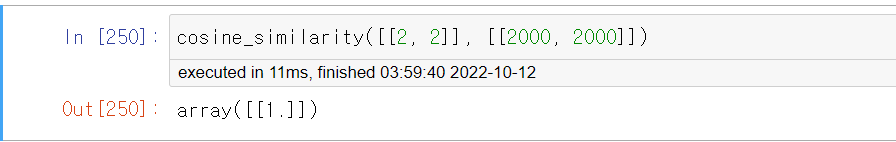 In [250]: cosine_similarity([[2, 2]], [[2000, 2000]])
executed in 11ms, finished 03:59:40 2022-10-12
Out[250]: array([[1.]])